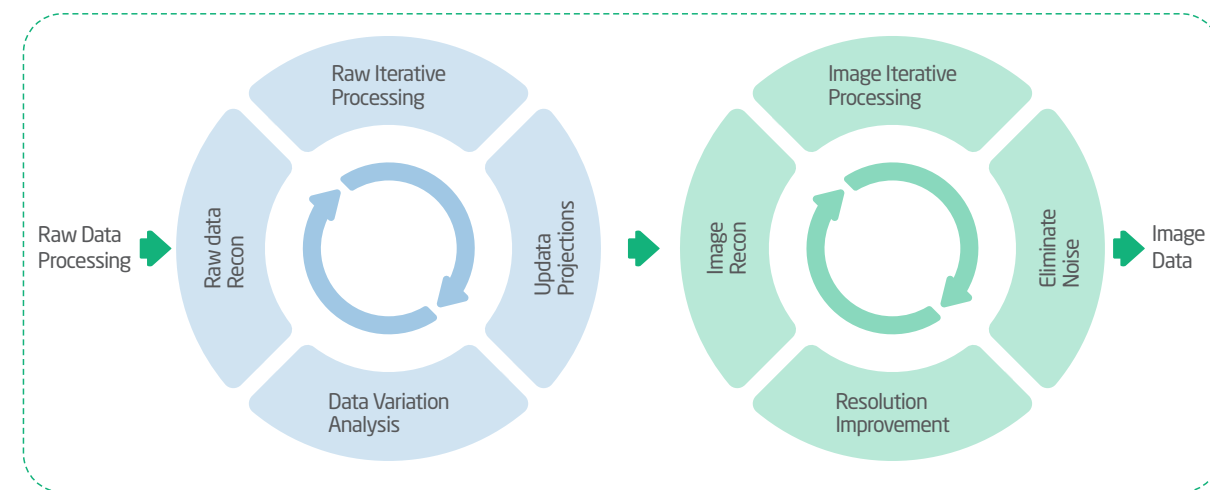 Raw Data
Processing
Raw data
Recon
Raw Iterative
Processing
Updata
Projections
Data Variation
Analysis
Image
Recon
Image Iterative
Processing
Eliminate
Noise
Resolution
Improvement
Image
Data